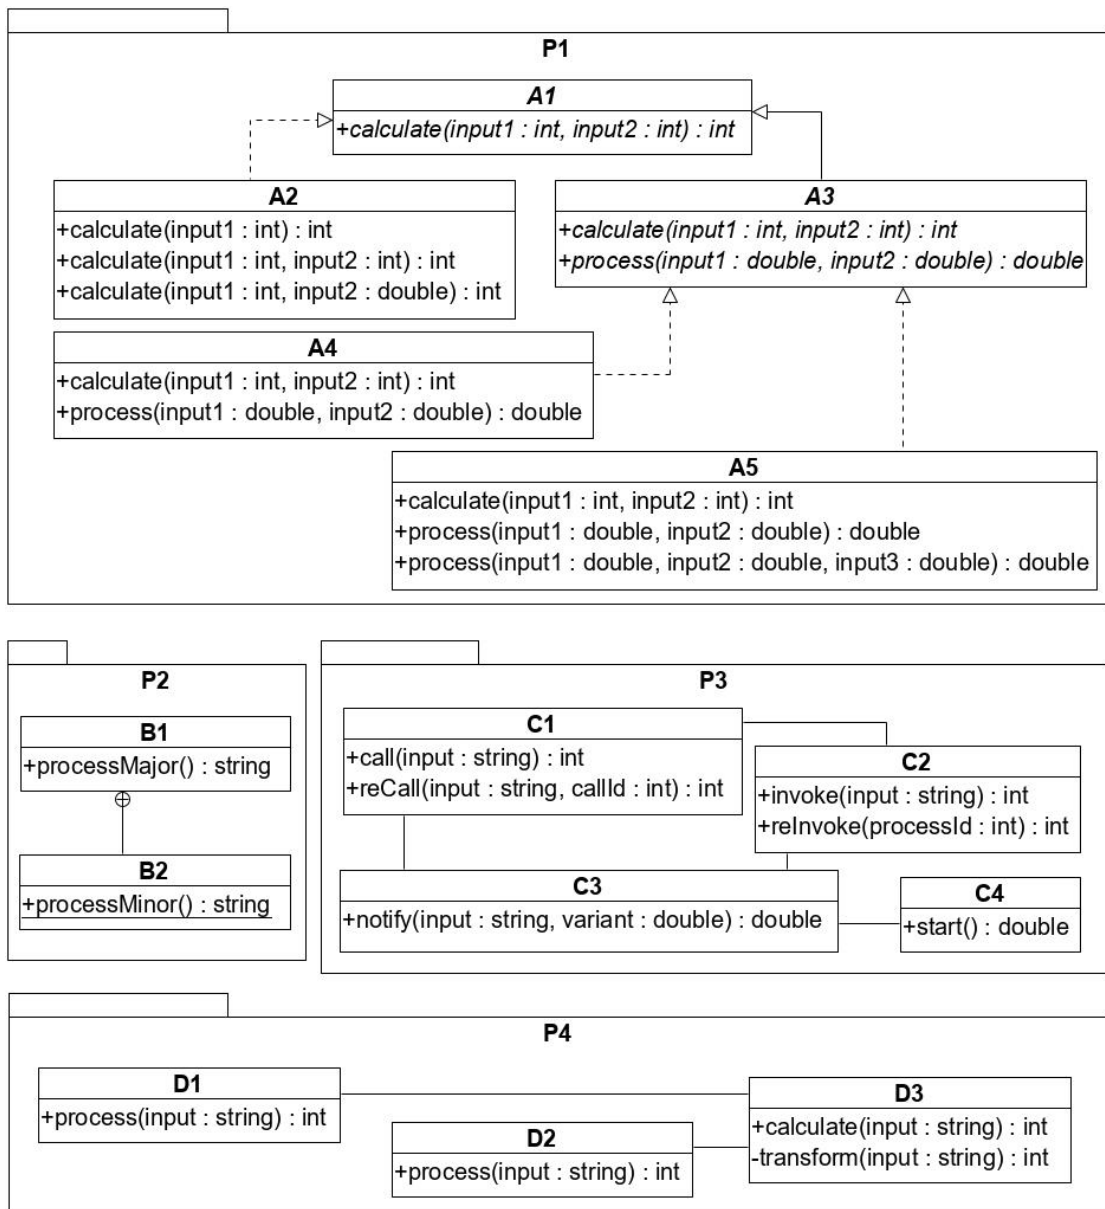 P1
A1
+calculate(input1 : int, input2 : int) : int
A2
+calculate(input1 : int) : int
+calculate(input1 : int, input2 : int) : int
+calculate(input1 : int, input2 : double) : int
A3
+calculate(input1 : int, input2 : int) : int
+process(input1 : double, input2 : double) : double
A4
+calculate(input1 : int, input2 : int) : int
+process(input1 : double, input2 : double) : double
A5
+calculate(input1 : int, input2 : int) : int
+process(input1 : double, input2 : double) : double
+process(input1 : double, input2 : double, input3 : double) : double
P2
B1
+processMajor() : string
B2
+processMinor() : string
P3
C1
+call(input : string) : int
+reCall(input : string, callId : int) : int
C2
+invoke(input : string) : int
+reInvoke(processId : int) : int
C3
+notify(input : string, variant : double) : double
C4
+start() : double
P4
D1
+process(input : string) : int
D2
+process(input : string) : int
D3
+calculate(input : string) : int
-transform(input : string) : int